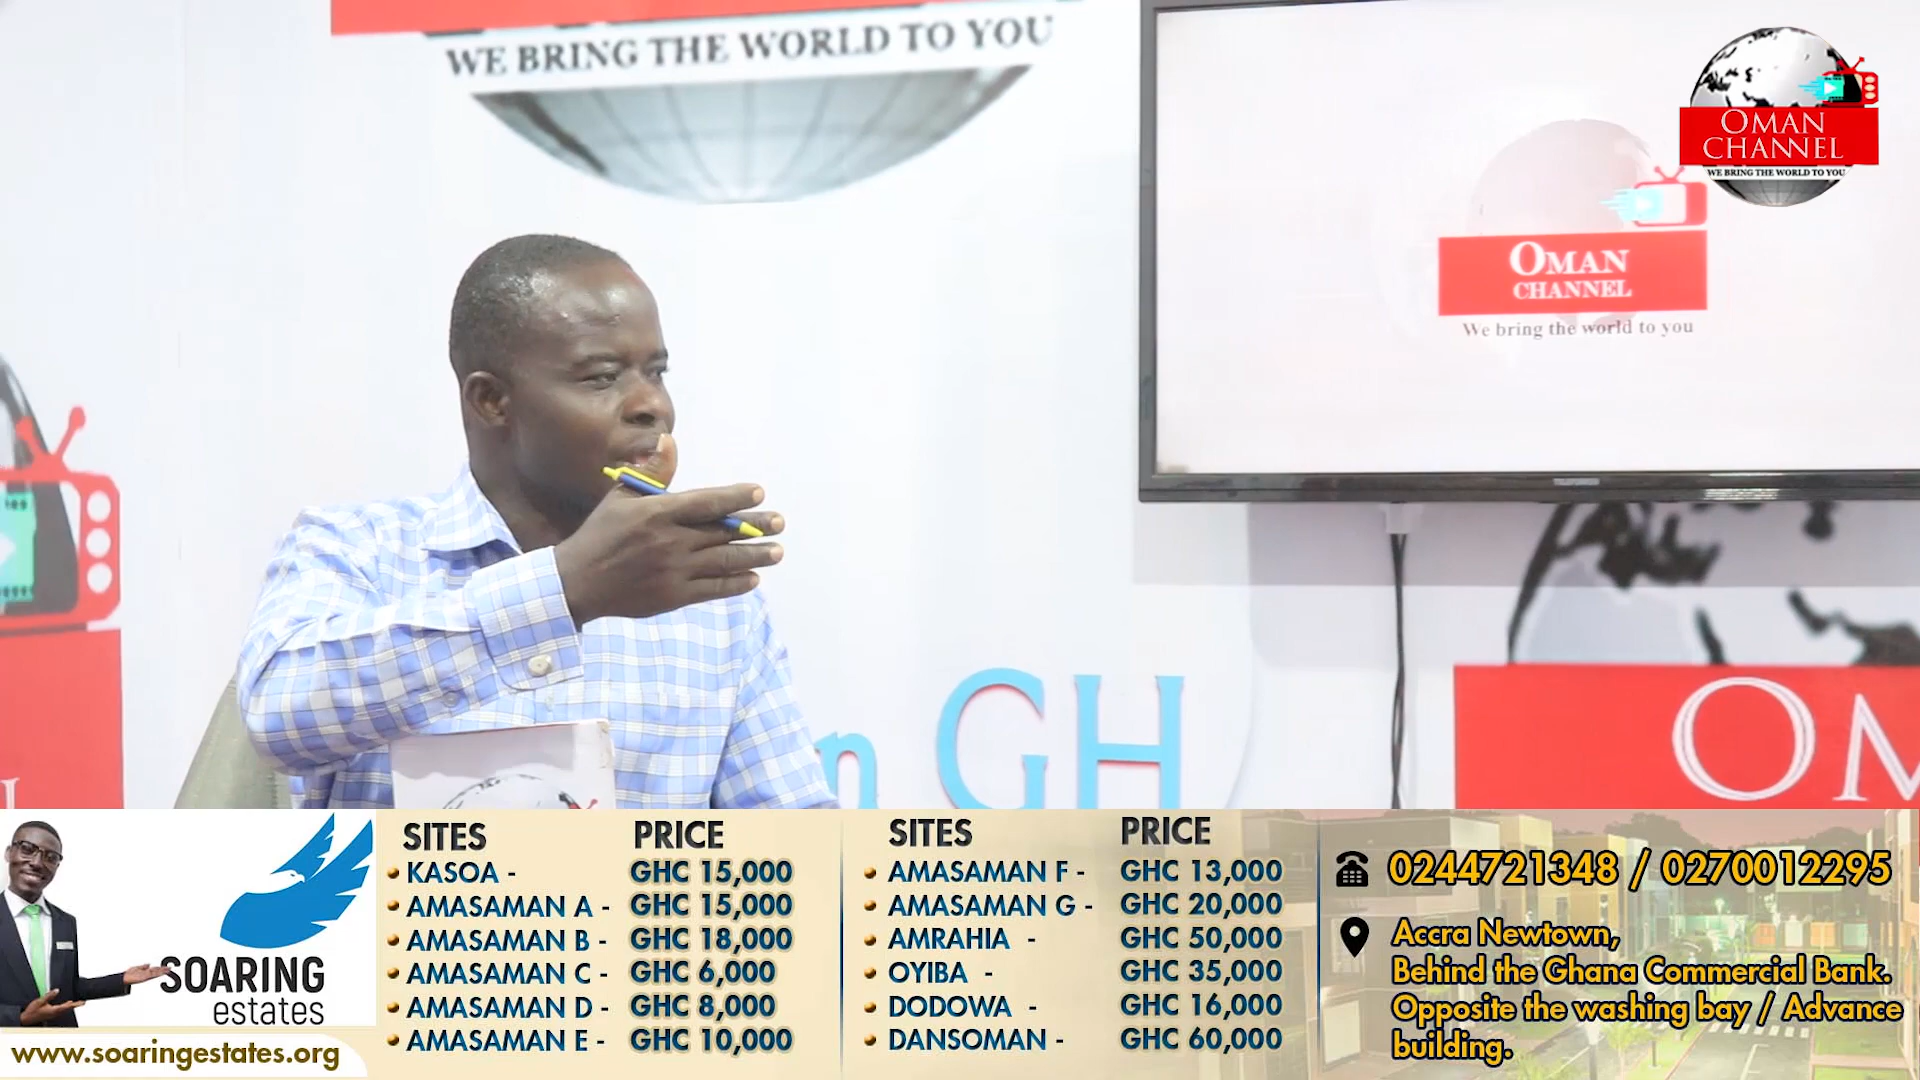 WE BRING THE WORLD TO YOU
OMAN
CHANNEL
WE BRING THE WORLD TO YOU
OMAN
CHANNEL
We bring the world to you
n GH
OM
L
SOARING
estates
www.soaringestates.org
SITES PRICE
KASOA - GHC 15,000
AMASAMAN A - GHC 15,000
AMASAMAN B - GHC 18,000
AMASAMAN C - GHC 6,000
AMASAMAN D - GHC 8,000
AMASAMAN E - GHC 10,000
SITES PRICE
AMASAMAN F - GHC 13,000
AMASAMAN G - GHC 20,000
AMRAHIA - GHC 50,000
OYIBA - GHC 35,000
DODOWA - GHC 16,000
DANSOMAN - GHC 60,000
0244721348 / 0270012295
Accra Newtown,
Behind the Ghana Commercial Bank.
Opposite the washing bay / Advance
building.